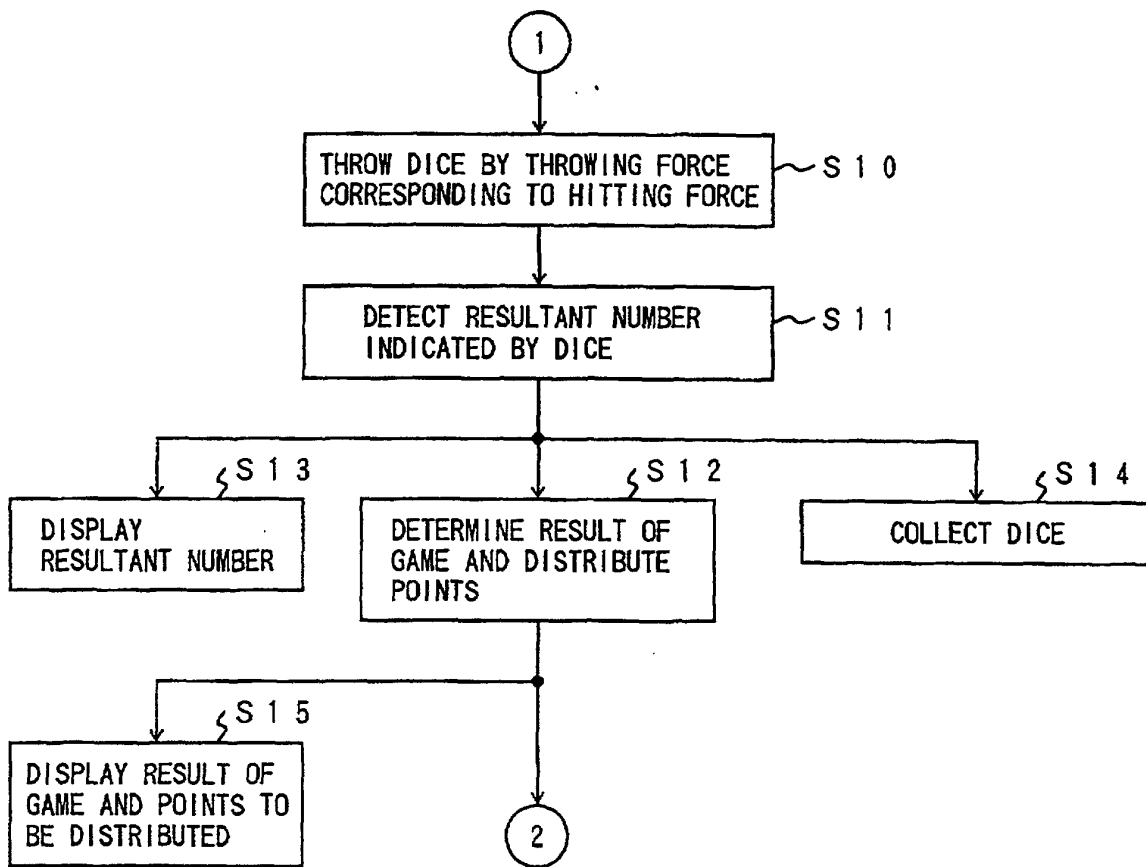 1
THROW DICE BY THROWING FORCE
CORRESPONDING TO HITTING FORCE
S10
DETECT RESULTANT NUMBER
INDICATED BY DICE
S11
S13
DISPLAY
RESULTANT NUMBER
S12
DETERMINE RESULT OF
GAME AND DISTRIBUTE
POINTS
S14
COLLECT DICE
S15
DISPLAY RESULT OF
GAME AND POINTS TO
BE DISTRIBUTED
2